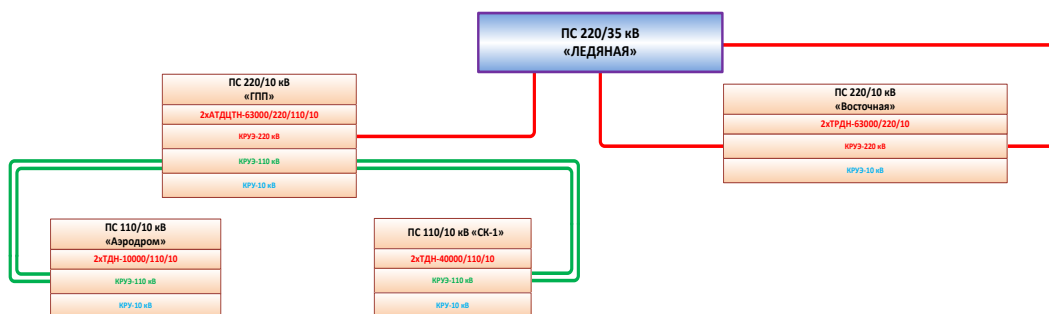 ПС 220/35 кВ
«ЛЕДЯНАЯ»
ПС 220/10 кВ
«ГПП»
2хАТДЦТН-63000/220/110/10
КРУЭ-220 кВ
КРУЭ-110 кВ
КРУ-10 кВ
ПС 220/10 кВ
«Восточная»
2хТРДН-63000/220/10
КРУЭ-220 кВ
КРУЭ-10 кВ
ПС 110/10 кВ
«Аэродром»
2хТДН-10000/110/10
КРУЭ-110 кВ
КРУ-10 кВ
ПС 110/10 кВ «СК-1»
2хТДН-40000/110/10
КРУЭ-110 кВ
КРУ-10 кВ